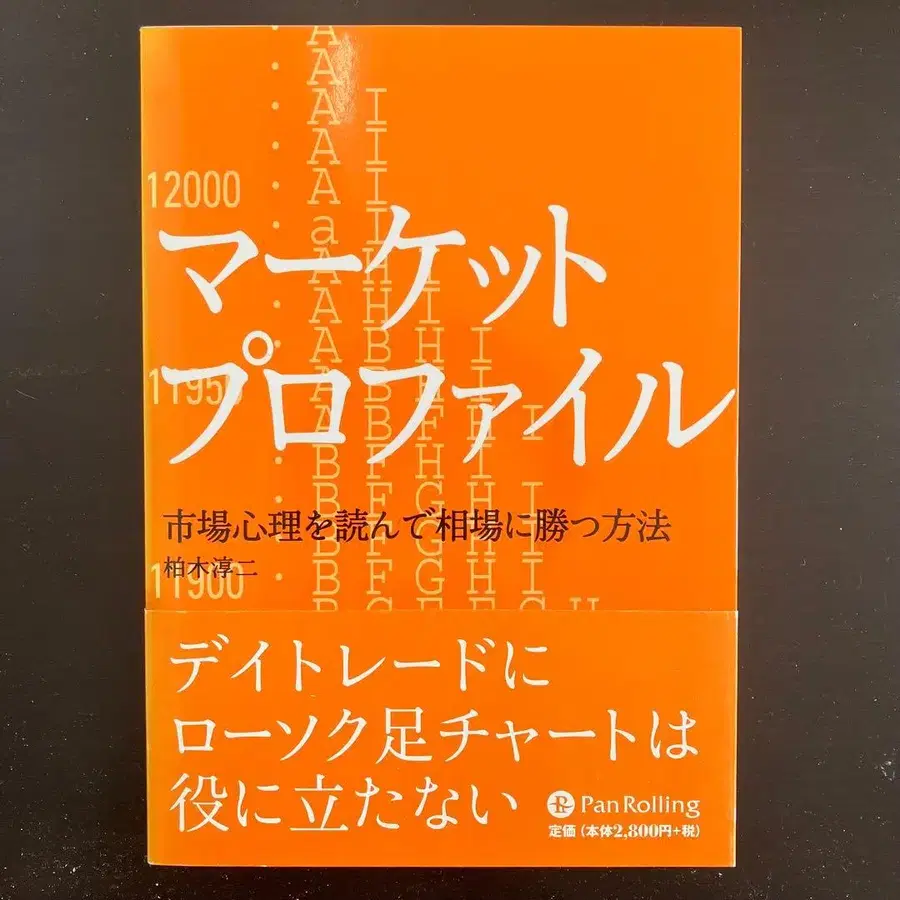 A
A
A I
A I
A I
12000
a I
A H
マーケット
A H I
A B H I
11950
プロファイル
A B F H I
B F H I
B F G H I
市場心理を読んで相場に勝つ方法
柏木淳二
11900
B F G H I
デイトレードに
ローソク足チャートは
役に立たない
PanRolling
定価(本体2,800円+税)